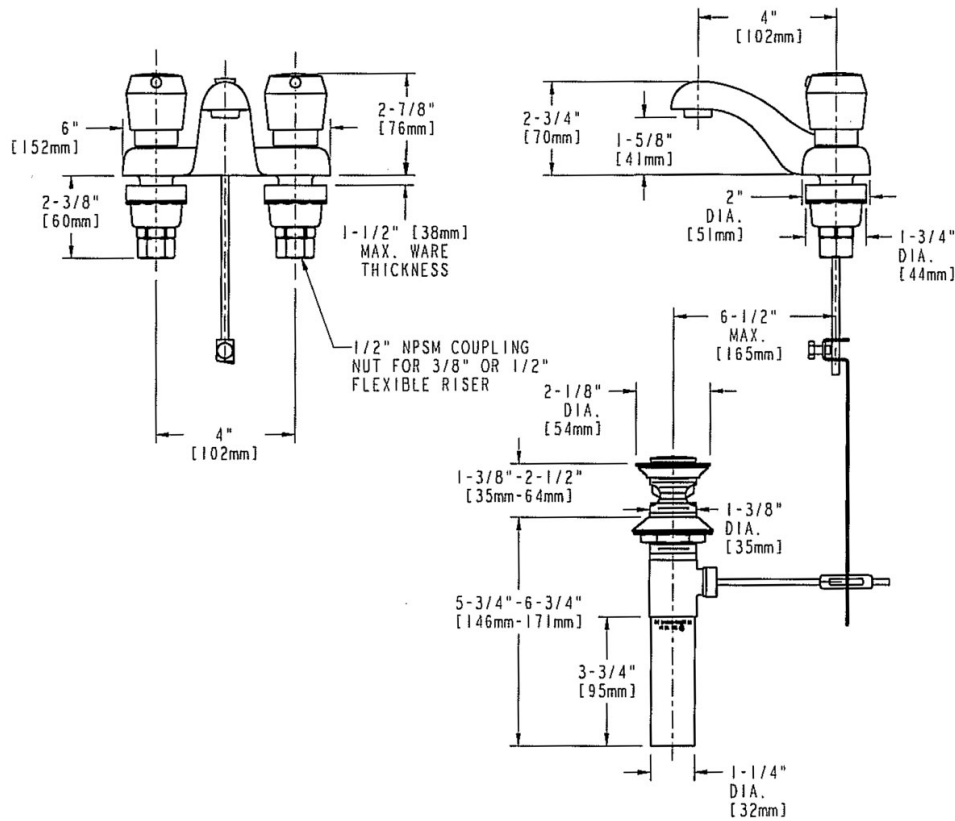 6"
[152mm]
2-7/8"
[76mm]
2-3/8"
[60mm]
1-1/2" [38mm]
MAX. WARE
THICKNESS
1/2" NPSM COUPLING
NUT FOR 3/8" OR 1/2"
FLEXIBLE RISER
4"
[102mm]
4"
[102mm]
2-3/4"
[70mm]
1-5/8"
[41mm]
2"
DIA.
[51mm]
1-3/4"
DIA.
[44mm]
6-1/2"
MAX.
[165mm]
2-1/8"
DIA.
[54mm]
1-3/8"-2-1/2"
[35mm-64mm]
1-3/8"
DIA.
[35mm]
5-3/4"-6-3/4"
[146mm-171mm]
3-3/4"
[95mm]
1-1/4"
DIA.
[32mm]